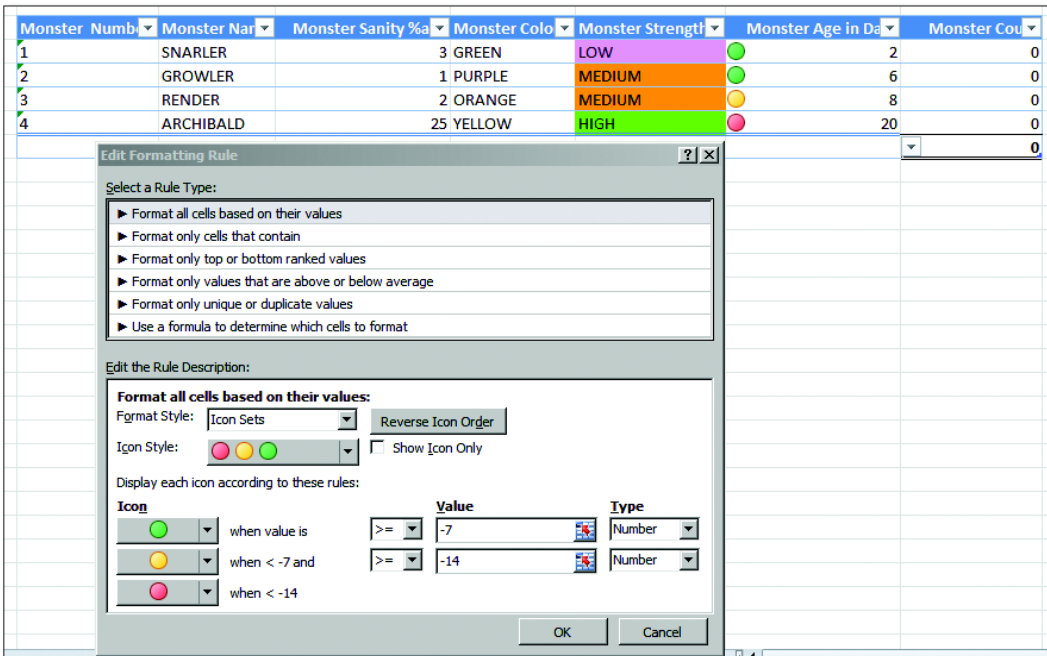 Monster Numb Monster Nar Monster Sanity %a Monster Colo Monster Strength Monster Age in Da Monster Cou
1 SNARLER 3 GREEN LOW 2 0
2 GROWLER 1 PURPLE MEDIUM 6 0
3 RENDER 2 ORANGE MEDIUM 8 0
4 ARCHIBALD 25 YELLOW HIGH 20 0
0
Edit Formatting Rule
Select a Rule Type:
► Format all cells based on their values
► Format only cells that contain
► Format only top or bottom ranked values
► Format only values that are above or below average
► Format only unique or duplicate values
► Use a formula to determine which cells to format
Edit the Rule Description:
Format all cells based on their values:
Format Style: Icon Sets Reverse Icon Order
Icon Style: Show Icon Only
Display each icon according to these rules:
Icon Value Type
when value is >= -7 Number
when < -7 and >= -14 Number
when < -14
OK Cancel